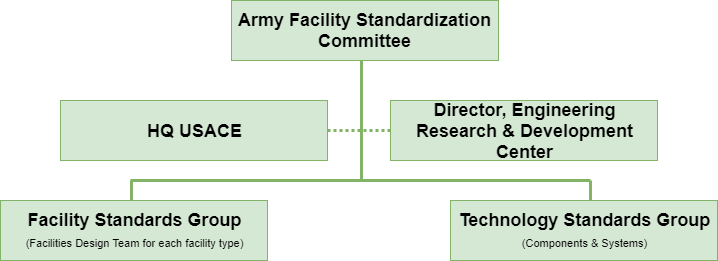 Army Facility Standardization
Committee
HQ USACE
Director, Engineering
Research & Development
Center
Facility Standards Group
(Facilities Design Team for each facility type)
Technology Standards Group
(Components & Systems)